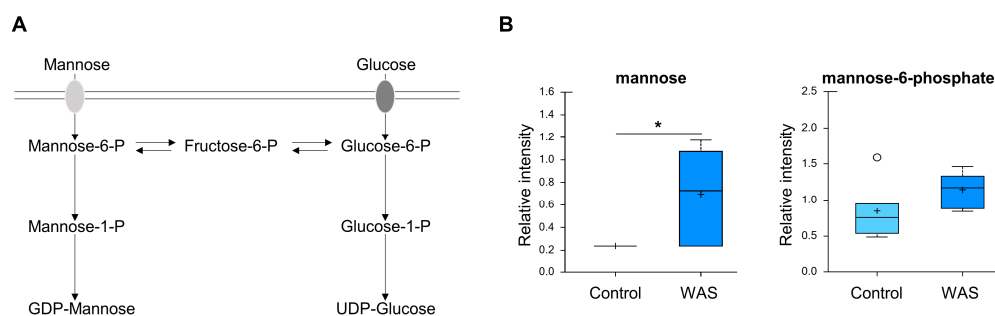 A
Mannose
Glucose
Mannose-6-P
Fructose-6-P
Glucose-6-P
Mannose-1-P
Glucose-1-P
GDP-Mannose
UDP-Glucose
B
mannose
Relative intensity
1.6
1.4
1.2
1.0
0.8
0.6
0.4
0.2
0.0
*
Control
WAS
mannose-6-phosphate
Relative intensity
2.5
2.0
1.5
1.0
0.5
0.0
Control
WAS